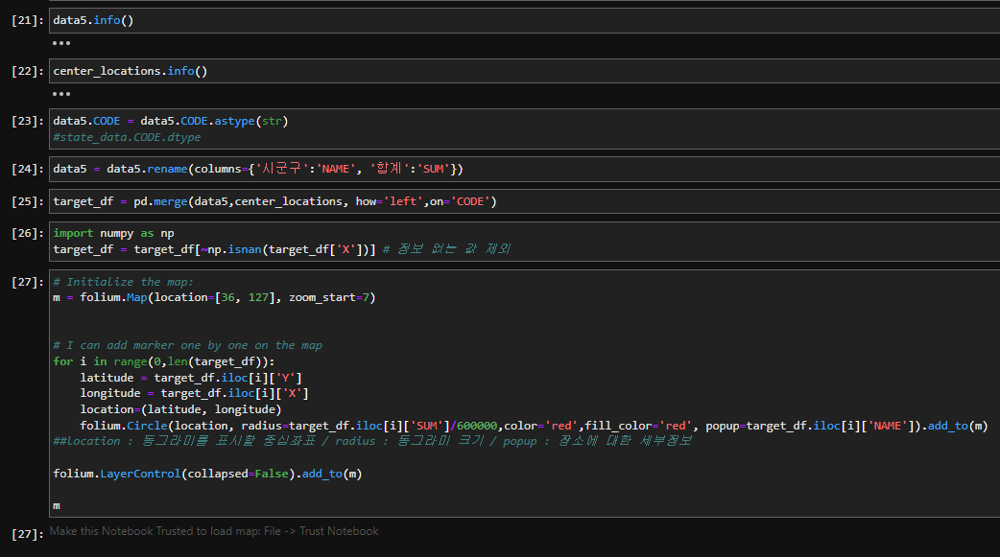 [21]: data5.info()
•••
[22]: center_locations.info()
•••
[23]: data5.CODE = data5.CODE.astype(str)
#state_data.CODE.dtype
[24]: data5 = data5.rename(columns={'시군구':'NAME', '합계':'SUM'})
[25]: target_df = pd.merge(data5,center_locations, how='left',on='CODE')
[26]: import numpy as np
target_df = target_df[~np.isnan(target_df['X'])] # 정보 없는 값 제외
[27]: # Initialize the map:
m = folium.Map(location=[36, 127], zoom_start=7)
# I can add marker one by one on the map
for i in range(0,len(target_df)):
    latitude = target_df.iloc[i]['Y']
    longitude = target_df.iloc[i]['X']
    location=(latitude, longitude)
    folium.Circle(location, radius=target_df.iloc[i]['SUM']/600000,color='red',fill_color='red', popup=target_df.iloc[i]['NAME']).add_to(m)
##location : 동그라미를 표시할 중심좌표 / radius : 동그라미 크기 / popup : 장소에 대한 세부정보
folium.LayerControl(collapsed=False).add_to(m)
m
[27]: Make this Notebook Trusted to load map: File -> Trust Notebook